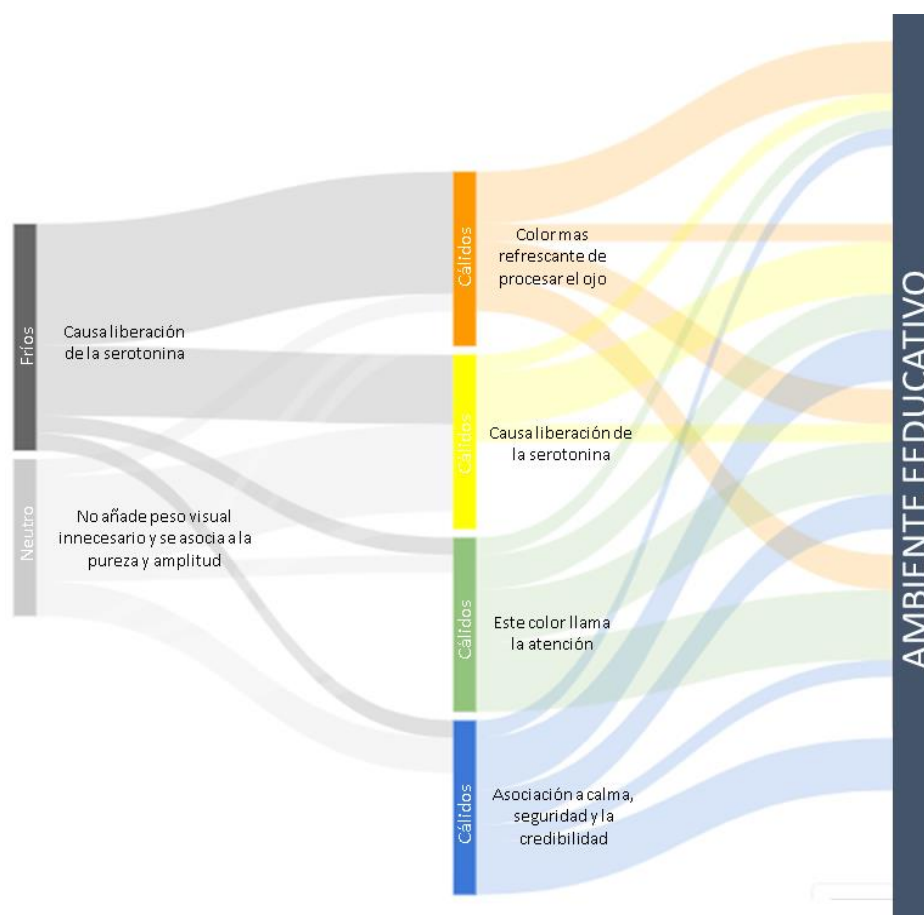 Fríos
Causa liberación
de la serotonina
Neutro
No añade peso visual
innecesario y se asocia a la
pureza y amplitud
Cálidos
Color mas
refrescante de
procesar el ojo
Cálidos
Causa liberación de
la serotonina
Cálidos
Este color llama
la atención
Cálidos
Asociación a calma,
seguridad y la
credibilidad
AMBIENTE EEDUCATIVO